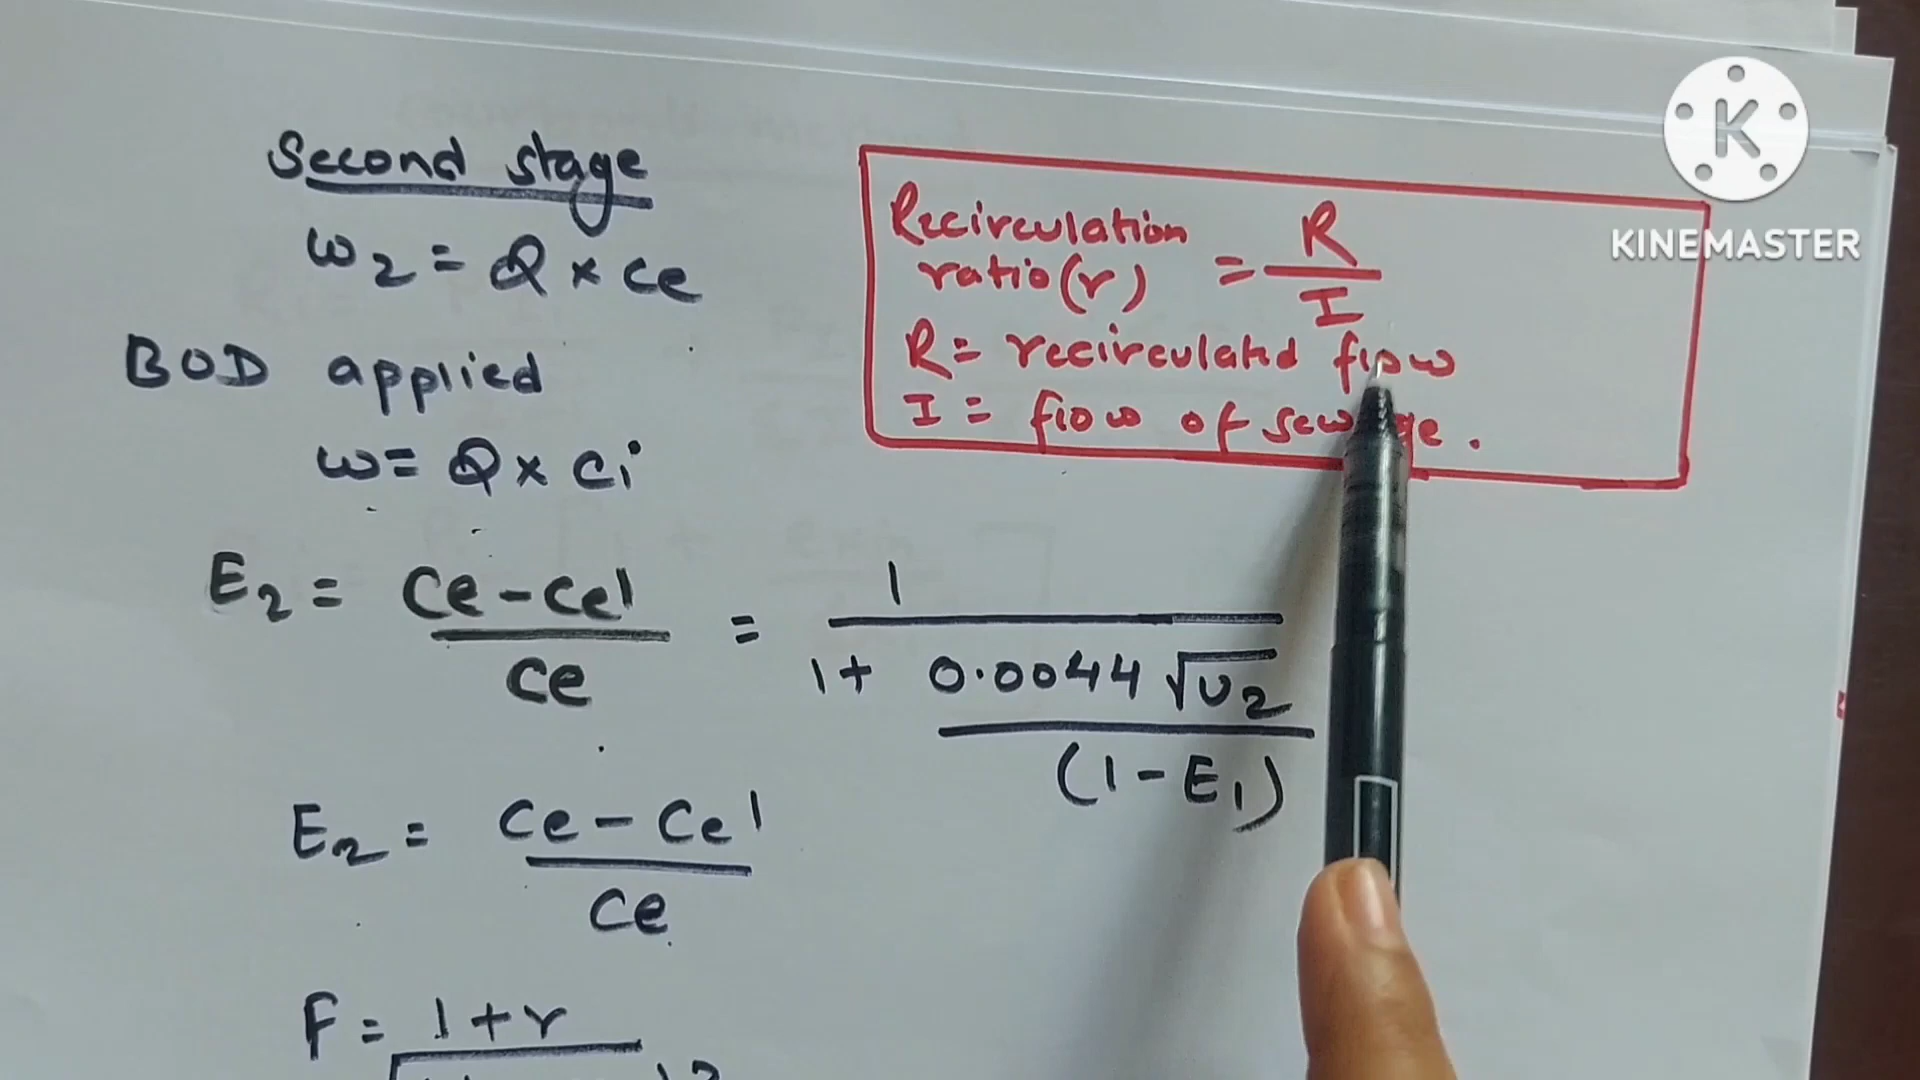 Second stage
w2 = Q × Ce
BOD applied
w = Q × Ci
E2 = Ce - Ce' / Ce = 1 / 1 + 0.0044 √U2 / (1 - E1)
E2 = Ce - Ce' / Ce
F = 1 + r
Recirculation ratio (r) = R / I
R = recirculated flow
I = flow of sewage.
K
KINEMASTER